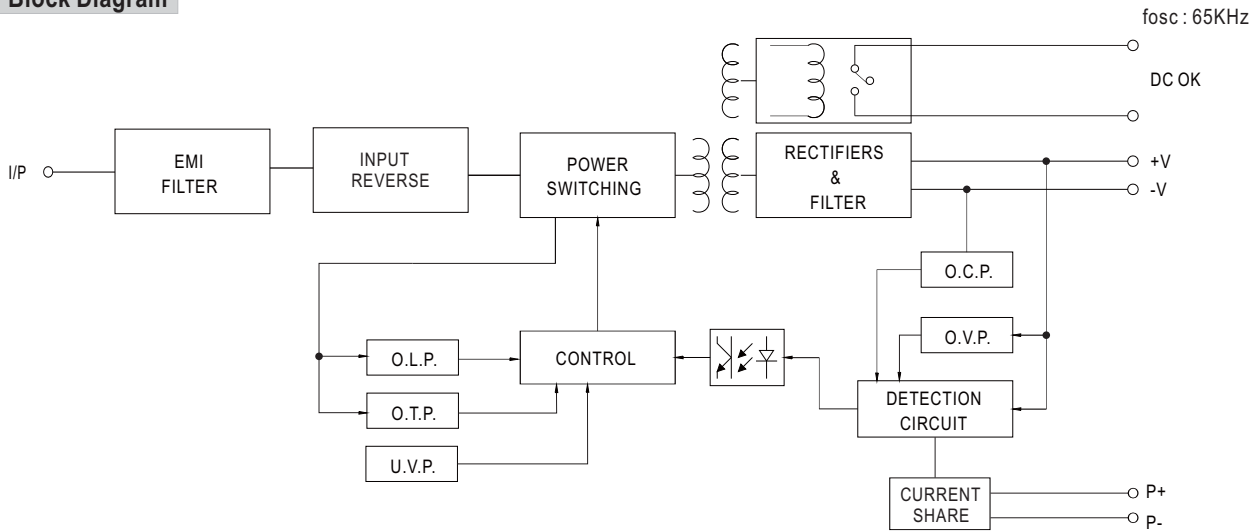 Block Diagram
fosc : 65KHz
DC OK
I/P
EMI
FILTER
INPUT
REVERSE
POWER
SWITCHING
RECTIFIERS
&
FILTER
+V
-V
O.C.P.
O.V.P.
O.L.P.
CONTROL
O.T.P.
DETECTION
CIRCUIT
U.V.P.
CURRENT
SHARE
P+
P-